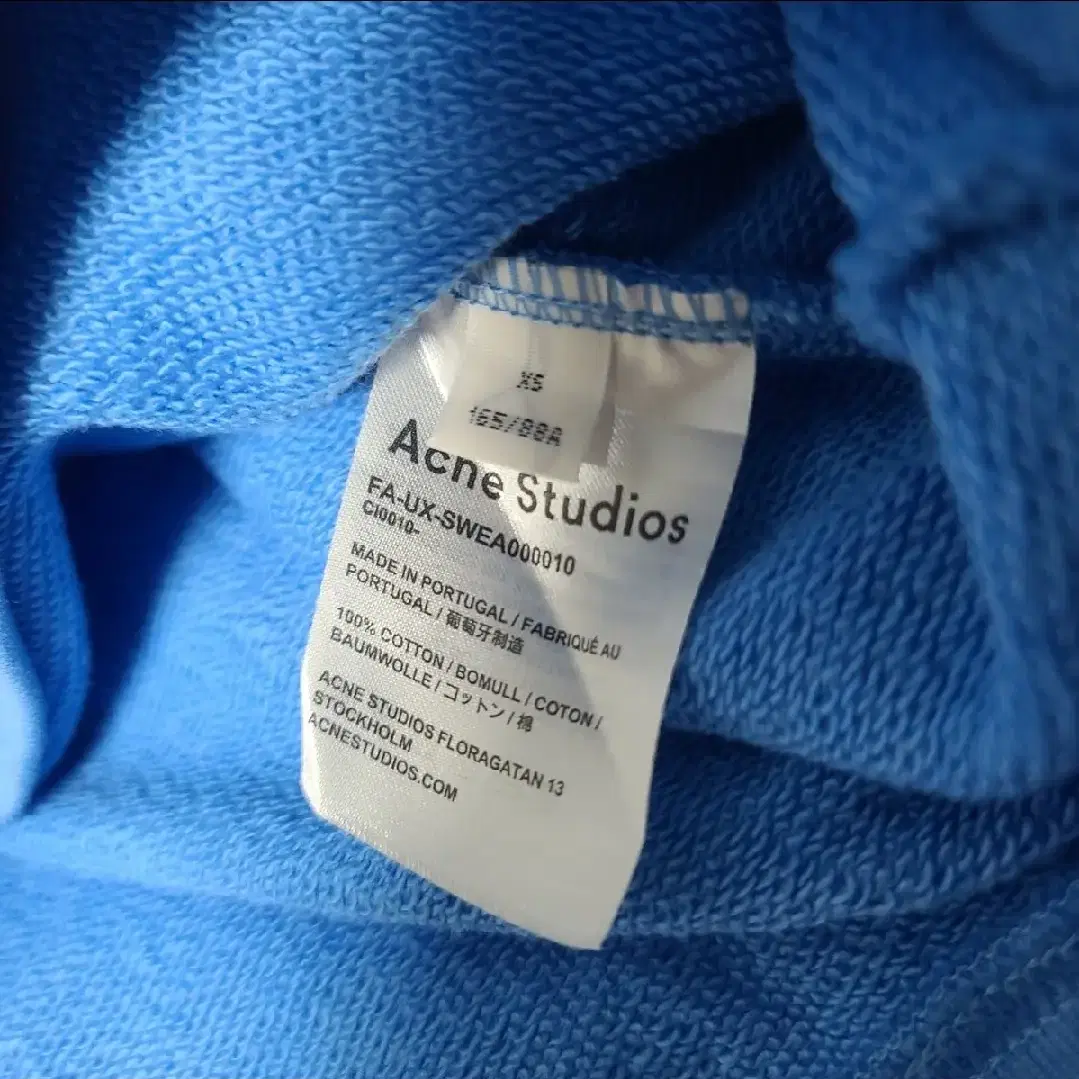 XS
165/88A
Acne Studios
FA-UX-SWEA000010
CI0010-
MADE IN PORTUGAL / FABRIQUÉ AU
PORTUGAL / 葡萄牙制造
100% COTTON / BOMULL / COTON /
BAUMWOLLE / コットン / 棉
ACNE STUDIOS FLORAGATAN 13
STOCKHOLM
ACNESTUDIOS.COM